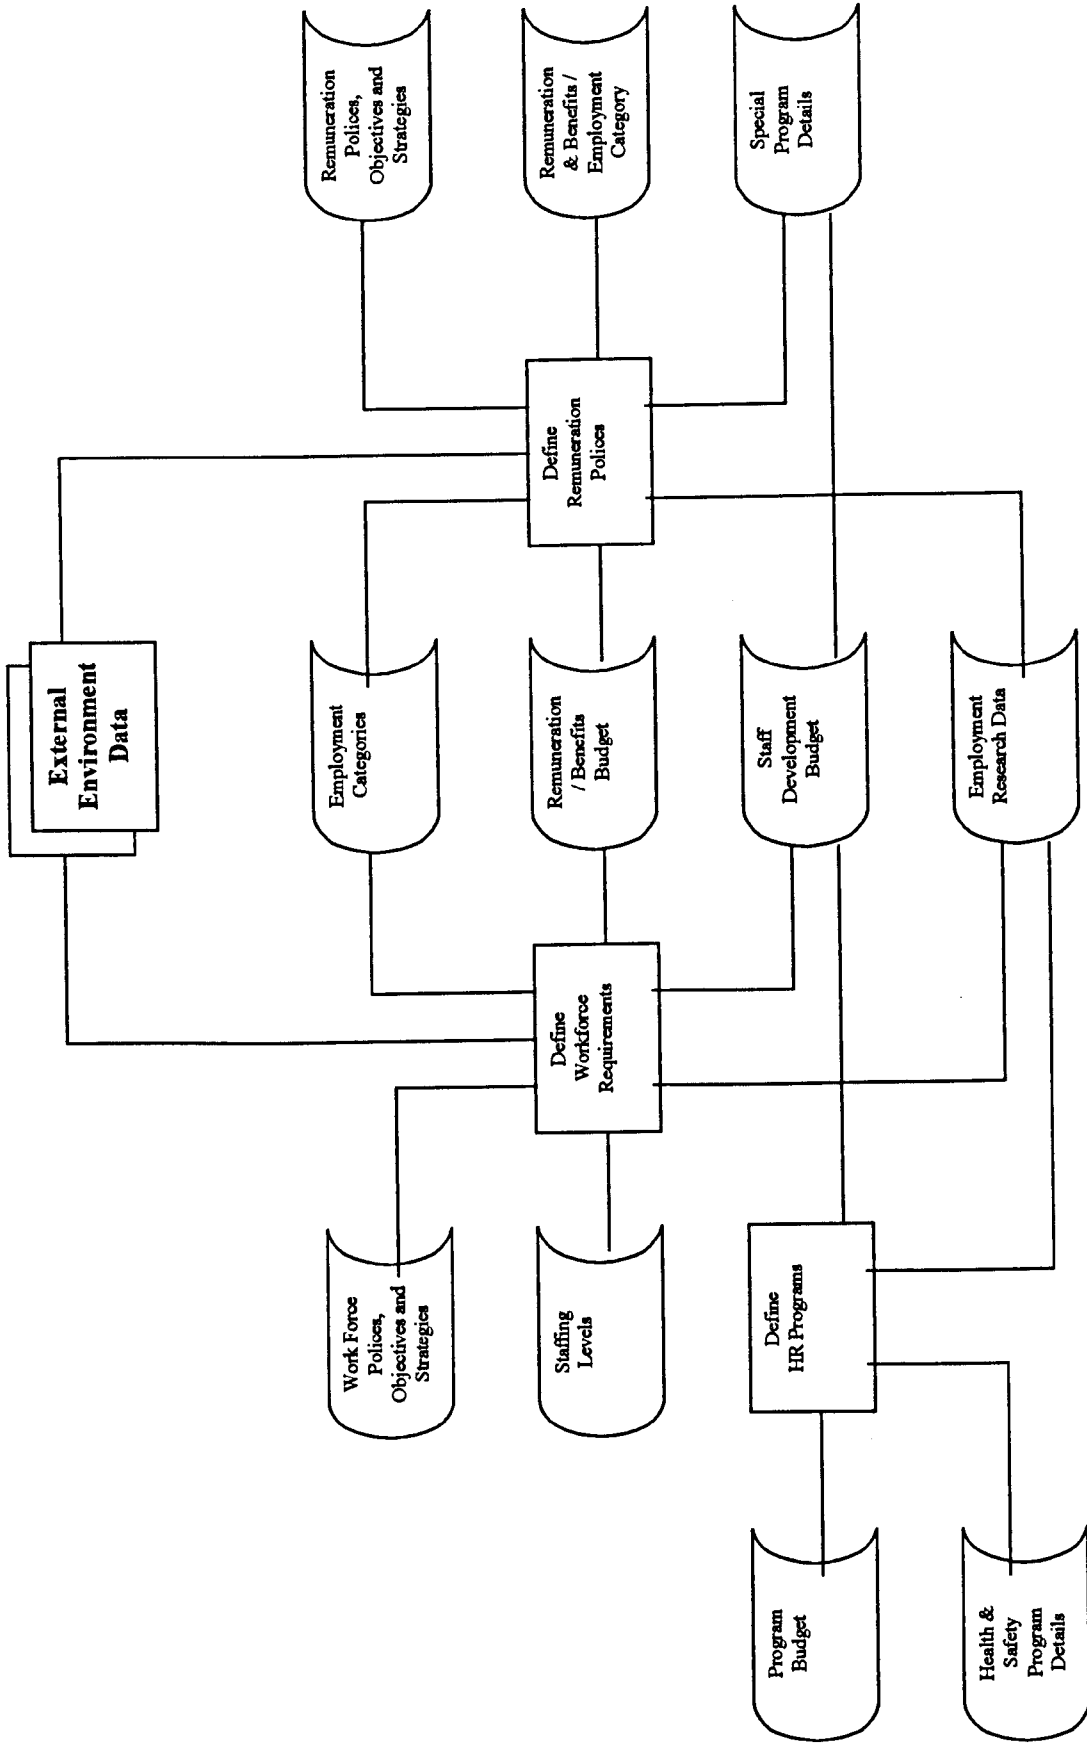 External
Environment
Data
Work Force
Polices,
Objectives and
Strategies
Employment
Categories
Remuneration
Polices,
Objectives and
Strategies
Staffing
Levels
Define
Workforce
Requirements
Remuneration
/ Benefits
Budget
Define
Remuneration
Polices
Remuneration
& Benefits /
Employment
Category
Program
Budget
Define
HR Programs
Staff
Development
Budget
Special
Program
Details
Health &
Safety
Program
Details
Employment
Research Data